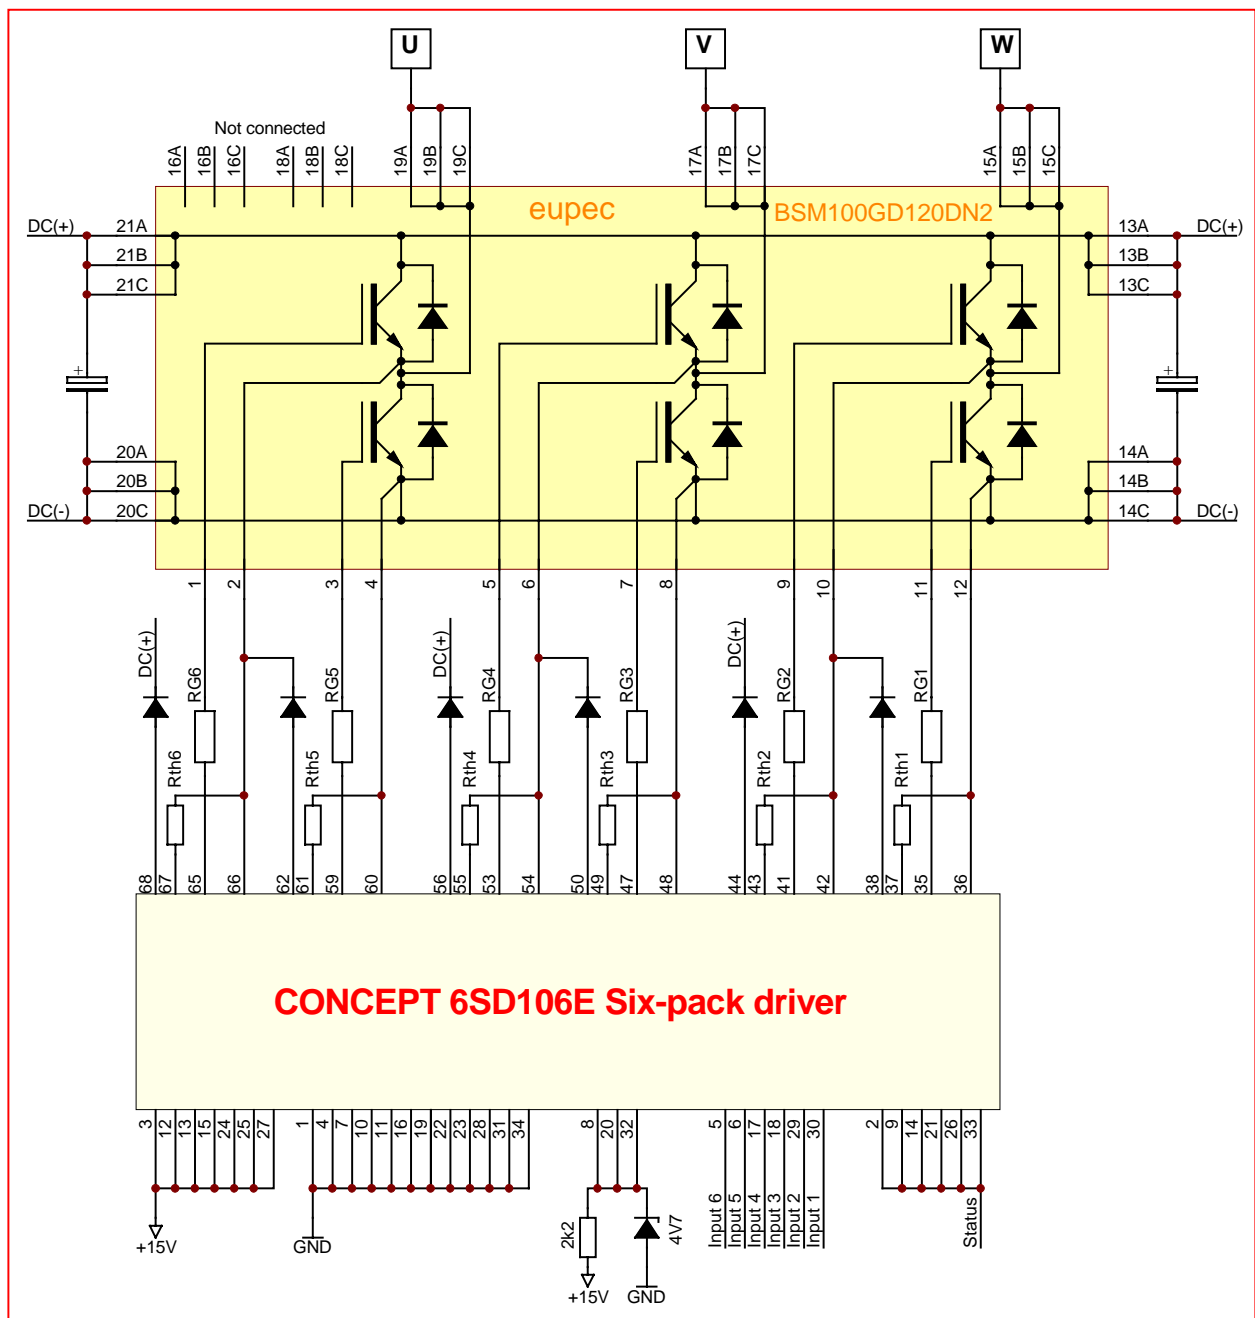 U V W
Not connected
16A 16B 16C 18A 18B 18C 19A 19B 19C 17A 17B 17C 15A 15B 15C
eupec BSM100GD120DN2
DC(+) 21A 13A DC(+)
21B 13B
21C 13C
+ +
20A 14A
20B 14B
DC(-) 20C 14C DC(-)
1 2 3 4 5 6 7 8 9 10 11 12
DC(+) DC(+) DC(+)
RG6 RG5 RG4 RG3 RG2 RG1
Rth6 Rth5 Rth4 Rth3 Rth2 Rth1
68 67 65 66 62 61 59 60 56 55 53 54 50 49 47 48 44 43 41 42 38 37 35 36
CONCEPT 6SD106E Six-pack driver
3 12 13 15 24 25 27 1 4 7 10 11 16 19 22 23 28 31 34 8 20 32 5 6 17 18 29 30 2 9 14 21 26 33
Input 6 Input 5 Input 4 Input 3 Input 2 Input 1 Status
2k2 4V7
+15V GND
+15V GND